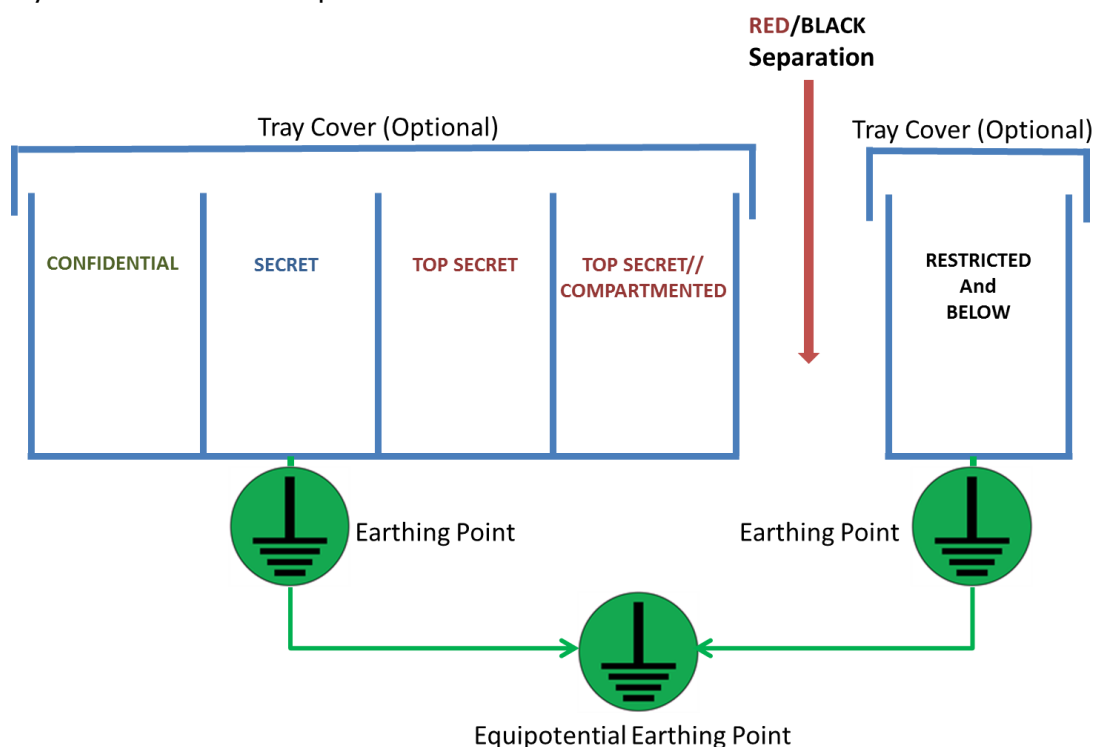 RED/BLACK
Separation
Tray Cover (Optional)
Tray Cover (Optional)
CONFIDENTIAL
SECRET
TOP SECRET
TOP SECRET//
COMPARTMENTED
RESTRICTED
And
BELOW
Earthing Point
Earthing Point
Equipotential Earthing Point